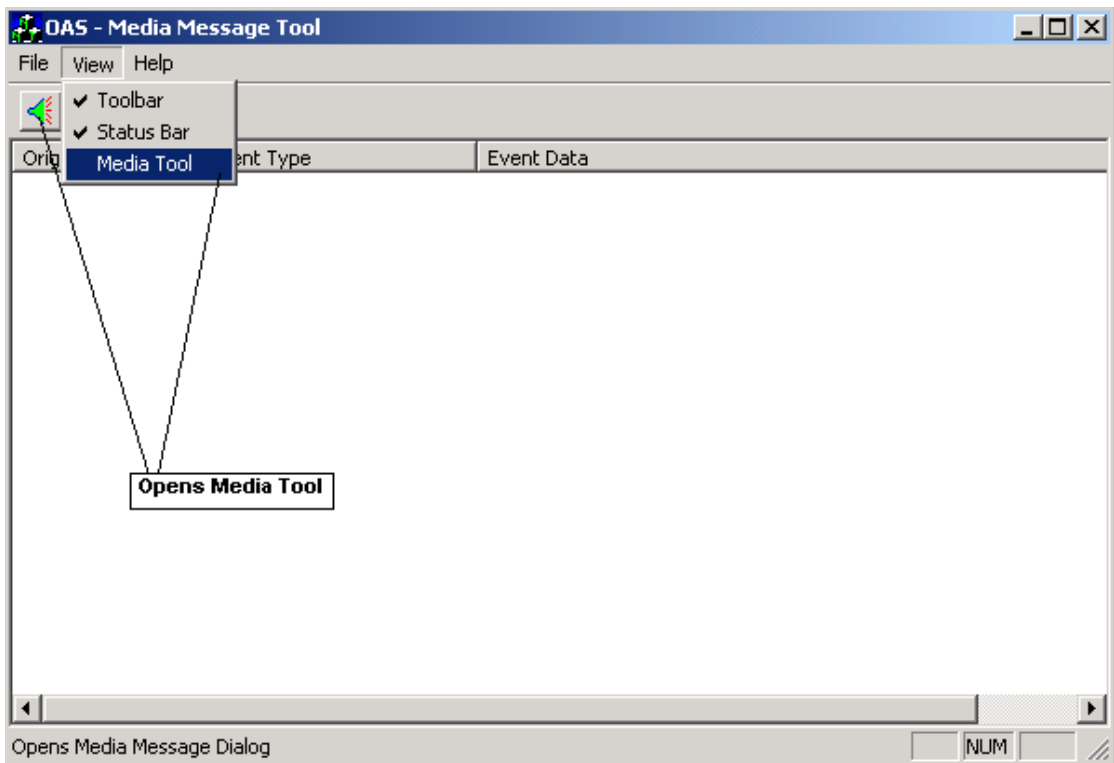 OAS - Media Message Tool
File View Help
Toolbar
Status Bar
Media Tool
Event Data
Opens Media Tool
Opens Media Message Dialog
NUM